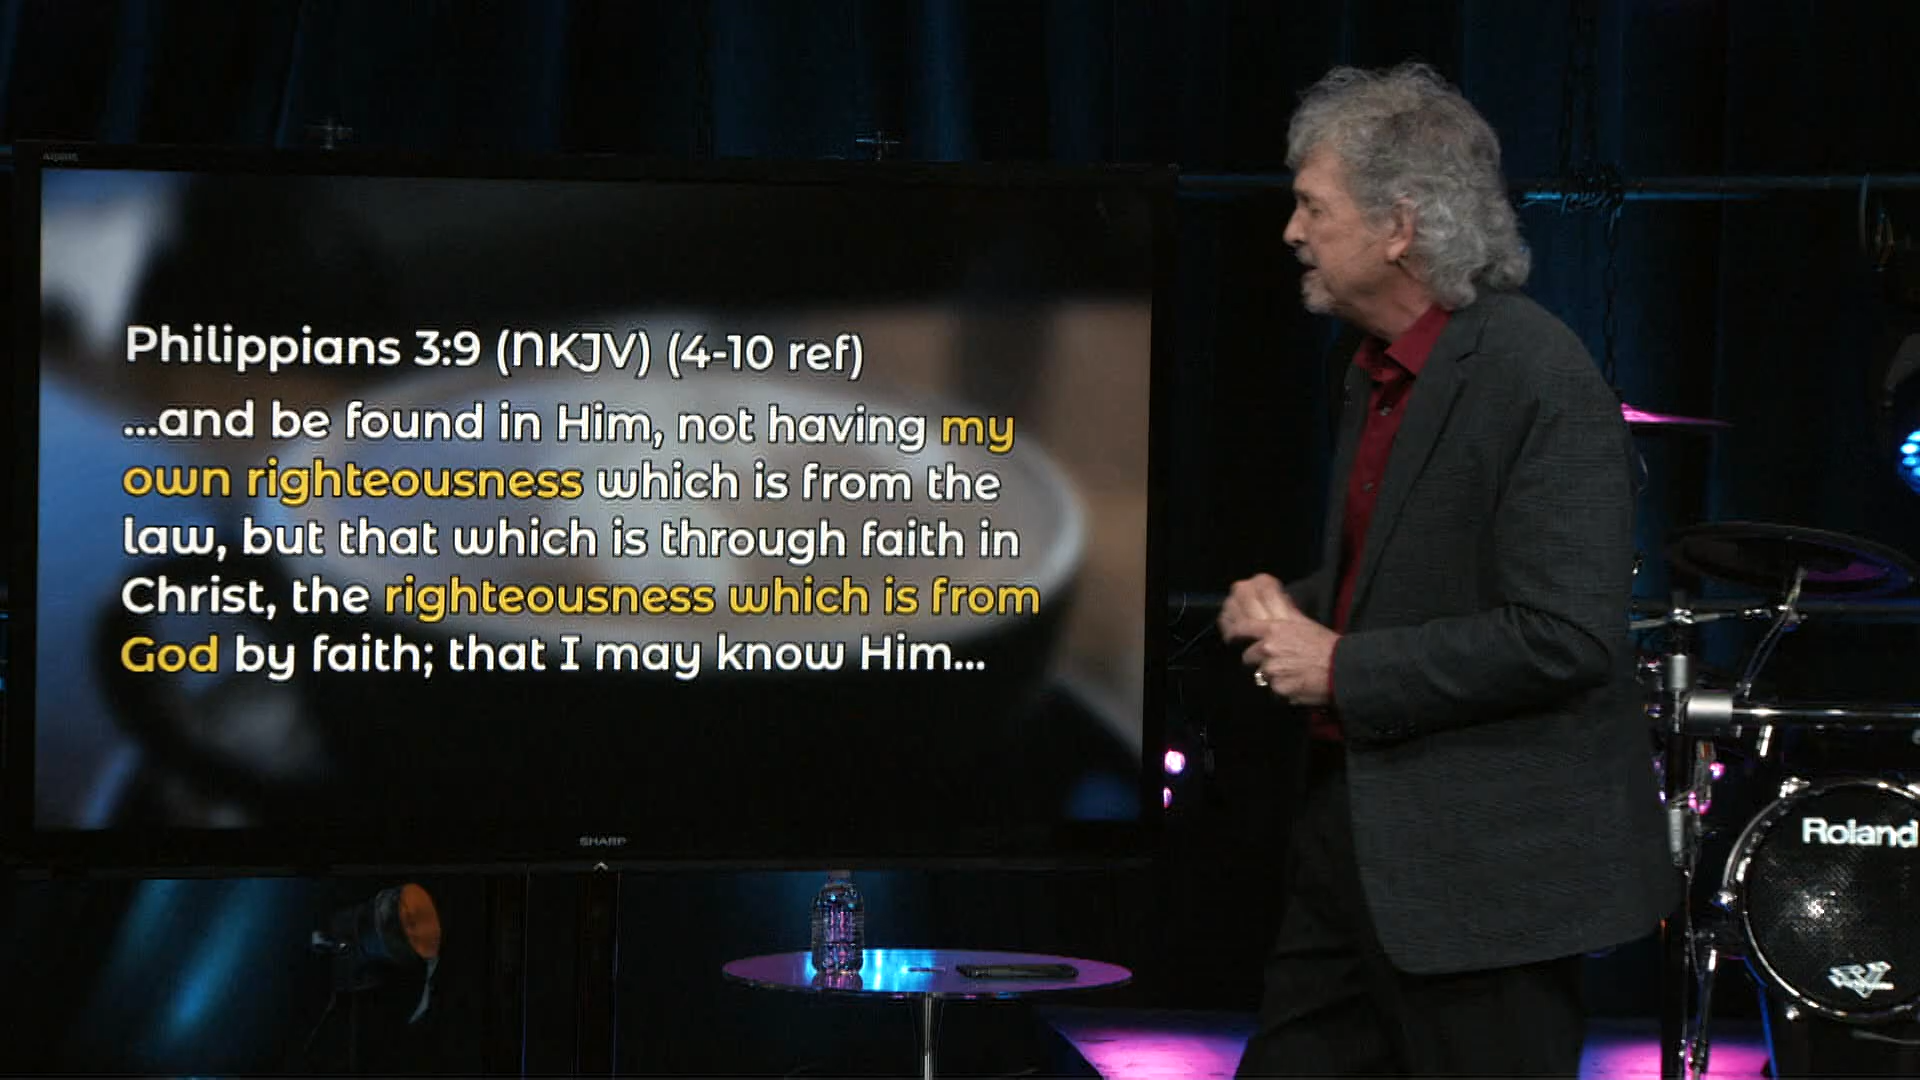 Philippians 3:9 (NKJV) (4-10 ref)
...and be found in Him, not having my
own righteousness which is from the
law, but that which is through faith in
Christ, the righteousness which is from
God by faith; that I may know Him...
SHARP
Roland